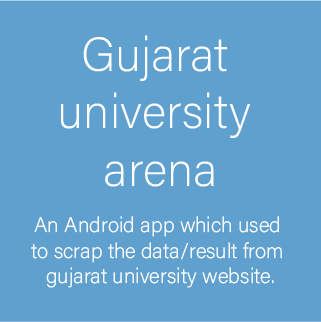 Gujarat
university
arena
An Android app which used
to scrap the data/result from
gujarat university website.